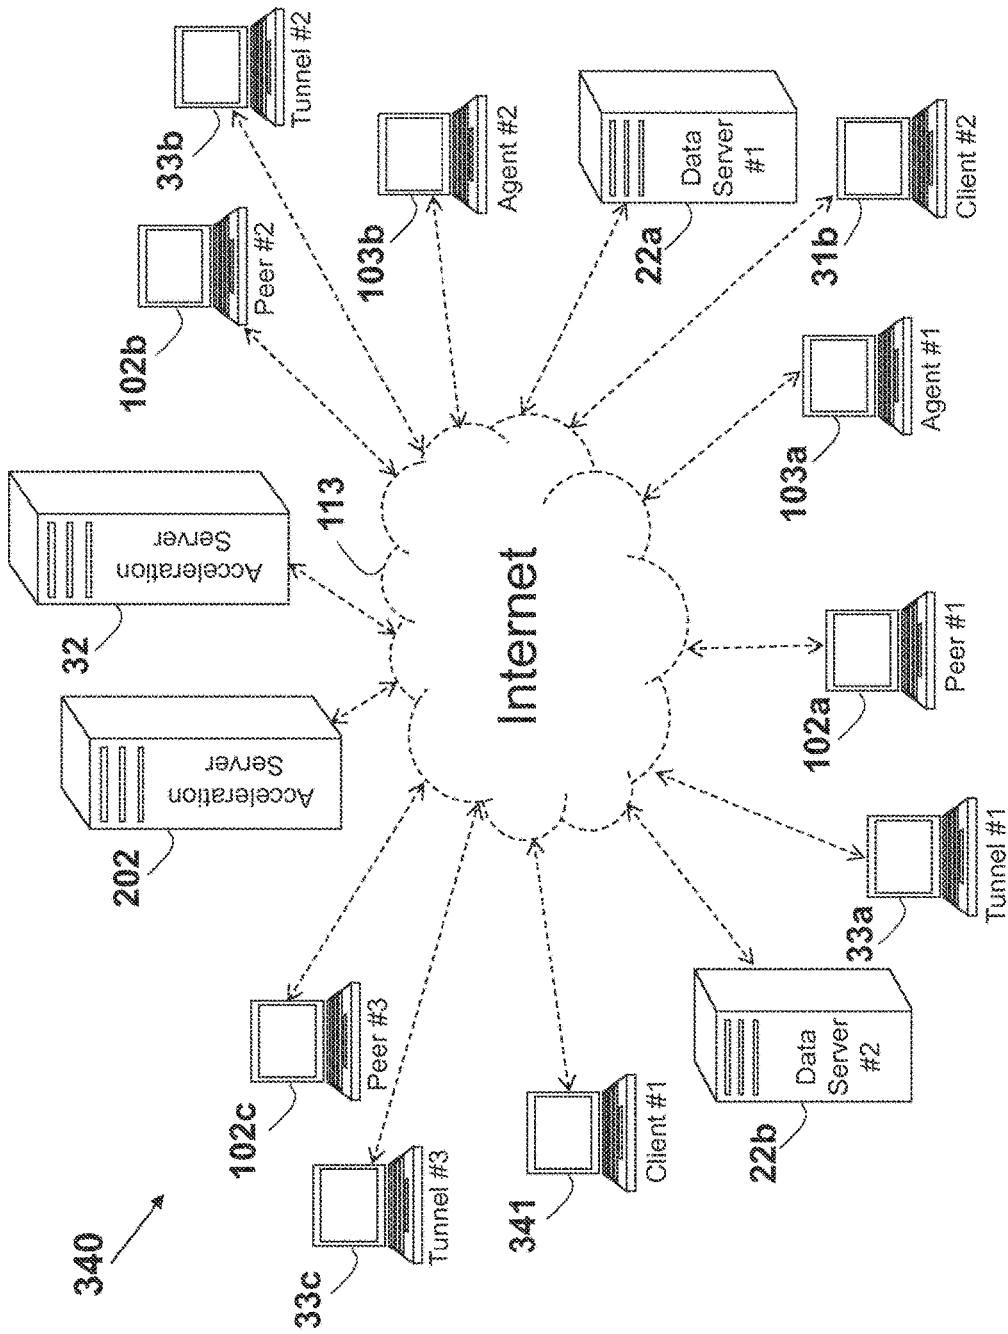 340
33c
Tunnel #3
102c
Peer #3
202
Acceleration
Server
32
Acceleration
Server
102b
Peer #2
33b
Tunnel #2
341
Client #1
Internet
113
103b
Agent #2
22b
Data
Server
#2
33a
Tunnel #1
102a
Peer #1
103a
Agent #1
22a
Data
Server
#1
31b
Client #2